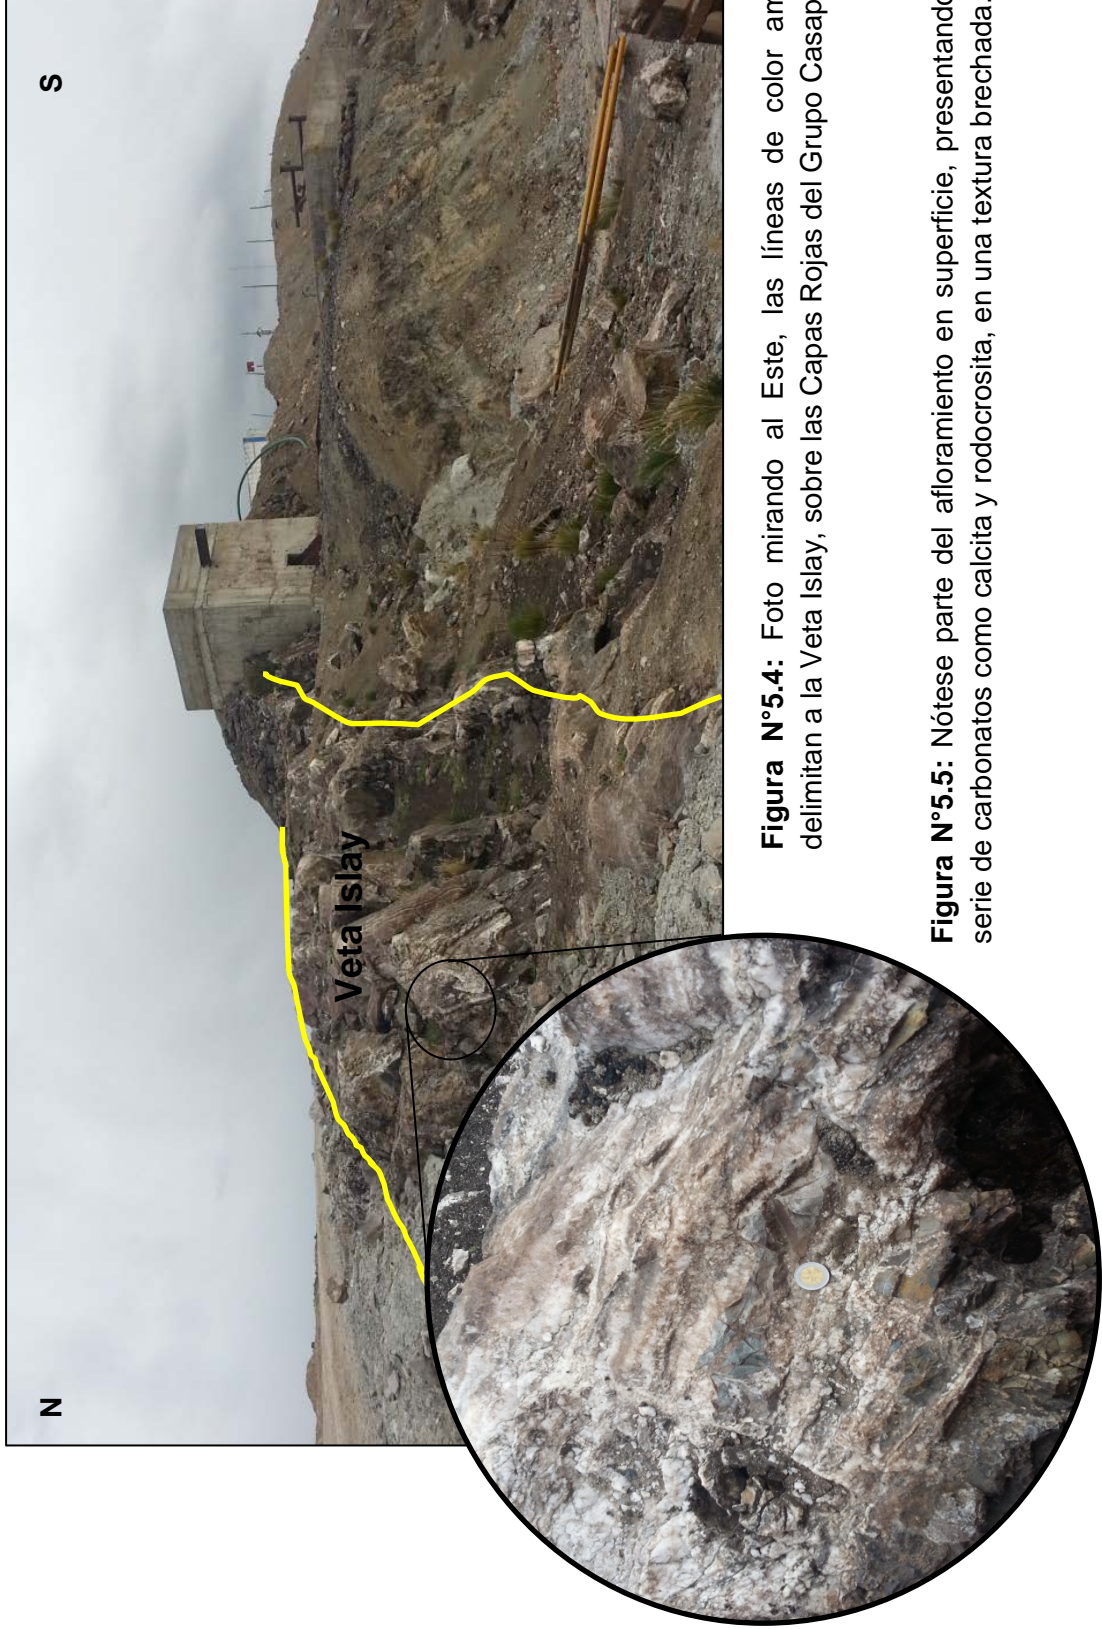 N
S
Veta Islay
Figura N°5.4: Foto mirando al Este, las líneas de color
delimitan a la Veta Islay, sobre las Capas Rojas del Grupo
Figura N°5.5: Nótese parte del afloramiento en superficie, presentando
serie de carbonatos como calcita y rodocrosita, en una textura brechada.